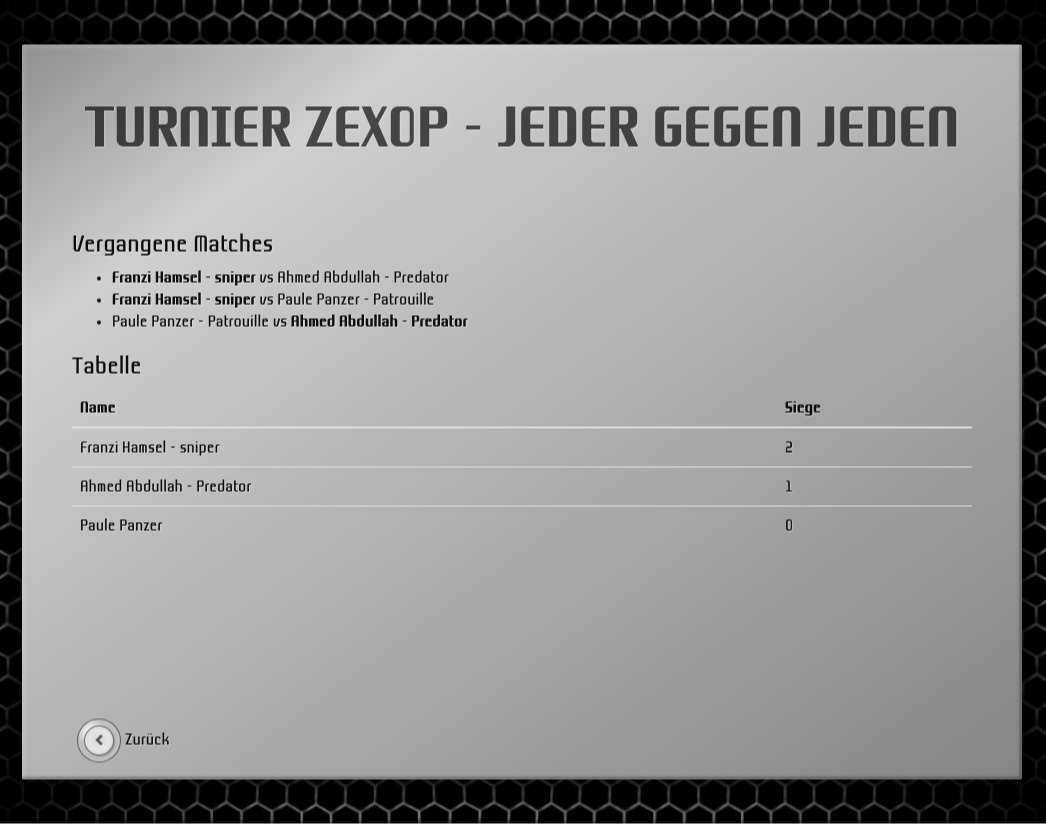 TURNIER ZEXOP - JEDER GEGEN JEDEN
Vergangene Matches
• Franzi Hamsel - sniper vs Ahmed Abdullah - Predator
• Franzi Hamsel - sniper vs Paule Panzer - Patrouille
• Paule Panzer - Patrouille vs Ahmed Abdullah - Predator
Tabelle
Name Siege
Franzi Hamsel - sniper 2
Ahmed Abdullah - Predator 1
Paule Panzer 0
Zurück